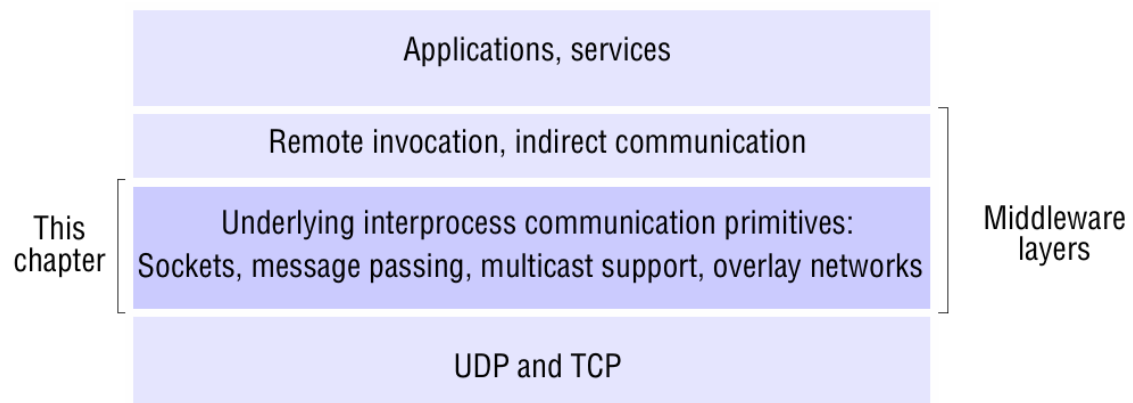 Applications, services
Remote invocation, indirect communication
This
chapter
Underlying interprocess communication primitives:
Sockets, message passing, multicast support, overlay networks
Middleware
layers
UDP and TCP